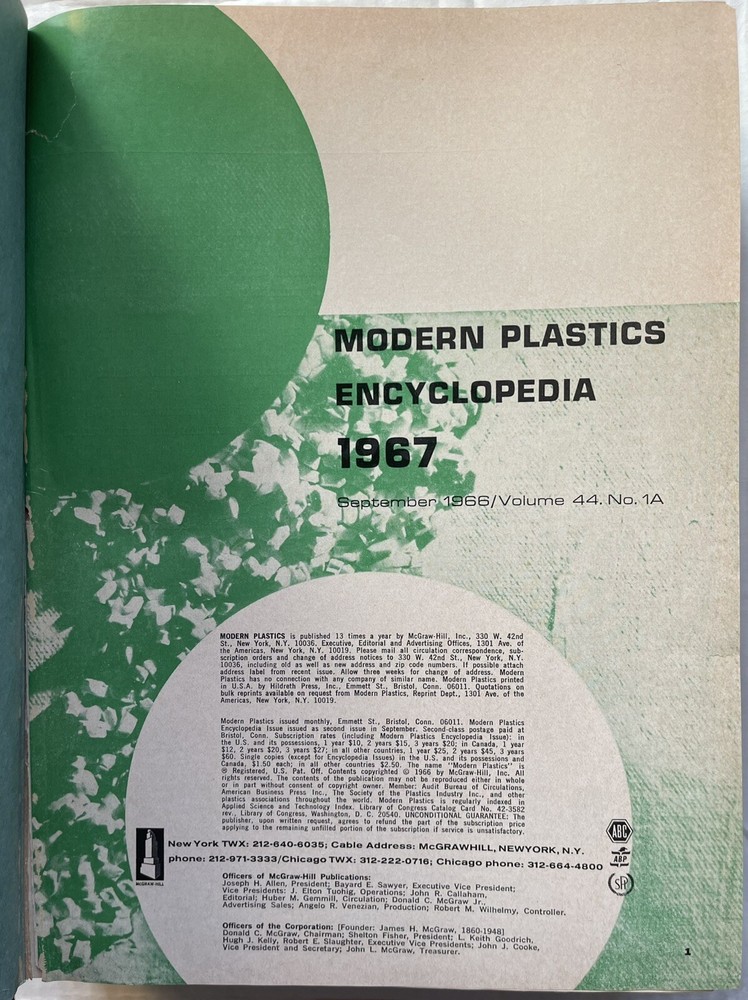 MODERN PLASTICS
ENCYCLOPEDIA
1967
September 1966/Volume 44. No. 1A
MODERN PLASTICS is published 13 times a year by McGraw-Hill, Inc., 330 W. 42nd
St., New York, N.Y. 10036. Executive, Editorial and Advertising Offices, 1301 Ave. of
the Americas, New York, N.Y. 10019. Please mail all circulation correspondence, sub-
scription orders and change of address notices to 330 W. 42nd St., New York, N.Y.
10036, including old as well as new address and zip code numbers. If possible attach
address label from recent issue. Allow three weeks for change of address. Modern
Plastics has no connection with any company of similar name. Modern Plastics printed
in U.S.A. by Hildreth Press, Inc., Emmett St., Bristol, Conn. 06011. Quotations on
bulk reprints available on request from Modern Plastics, Reprint Dept., 1301 Ave. of the
Americas, New York, N.Y. 10019.
Modern Plastics issued monthly, Emmett St., Bristol, Conn. 06011. Modern Plastics
Encyclopedia Issue issued as second issue in September. Second-class postage paid at
Bristol, Conn. Subscription rates (including Modern Plastics Encyclopedia Issue): in
the U.S. and its possessions, 1 year $10, 2 years $15, 3 years $20; in Canada, 1 year
$12, 2 years $20, 3 years $27; in all other countries, 1 year $25, 2 years $45, 3 years
$60. Single copies (except for Encyclopedia Issues) in the U.S. and its possessions and
Canada, $1.50 each; in all other countries $2.50. The name "Modern Plastics" is
® Registered, U.S. Pat. Off. Contents copyrighted © 1966 by McGraw-Hill, Inc. All
rights reserved. The contents of the publication may not be reproduced either in whole
or in part without consent of copyright owner. Member: Audit Bureau of Circulations,
American Business Press Inc., The Society of the Plastics Industry Inc., and other
plastics associations throughout the world. Modern Plastics is regularly indexed in
Applied Science and Technology Index. Library of Congress Catalog Card No. 42-3582
rev., Library of Congress, Washington, D. C. 20540. UNCONDITIONAL GUARANTEE: The
publisher, upon written request, agrees to refund the part of the subscription price
applying to the remaining unfilled portion of the subscription if service is unsatisfactory.
New York TWX: 212-640-6035; Cable Address: McGRAWHILL, NEWYORK, N.Y.
phone: 212-971-3333/Chicago TWX: 312-222-0716; Chicago phone: 312-664-4800
McGRAW-HILL
ABC
ABP
SPI
Officers of McGraw-Hill Publications:
Joseph H. Allen, President; Bayard E. Sawyer, Executive Vice President;
Vice Presidents: J. Elton Tuohig, Operations; John R. Callaham,
Editorial; Huber M. Gemmill, Circulation; Donald C. McGraw Jr.,
Advertising Sales; Angelo R. Venezian, Production; Robert M. Wilhelmy, Controller.
Officers of the Corporation: [Founder: James H. McGraw, 1860-1948]
Donald C. McGraw, Chairman; Shelton Fisher, President; L. Keith Goodrich,
Hugh J. Kelly, Robert E. Slaughter, Executive Vice Presidents; John J. Cooke,
Vice President and Secretary; John L. McGraw, Treasurer.
1